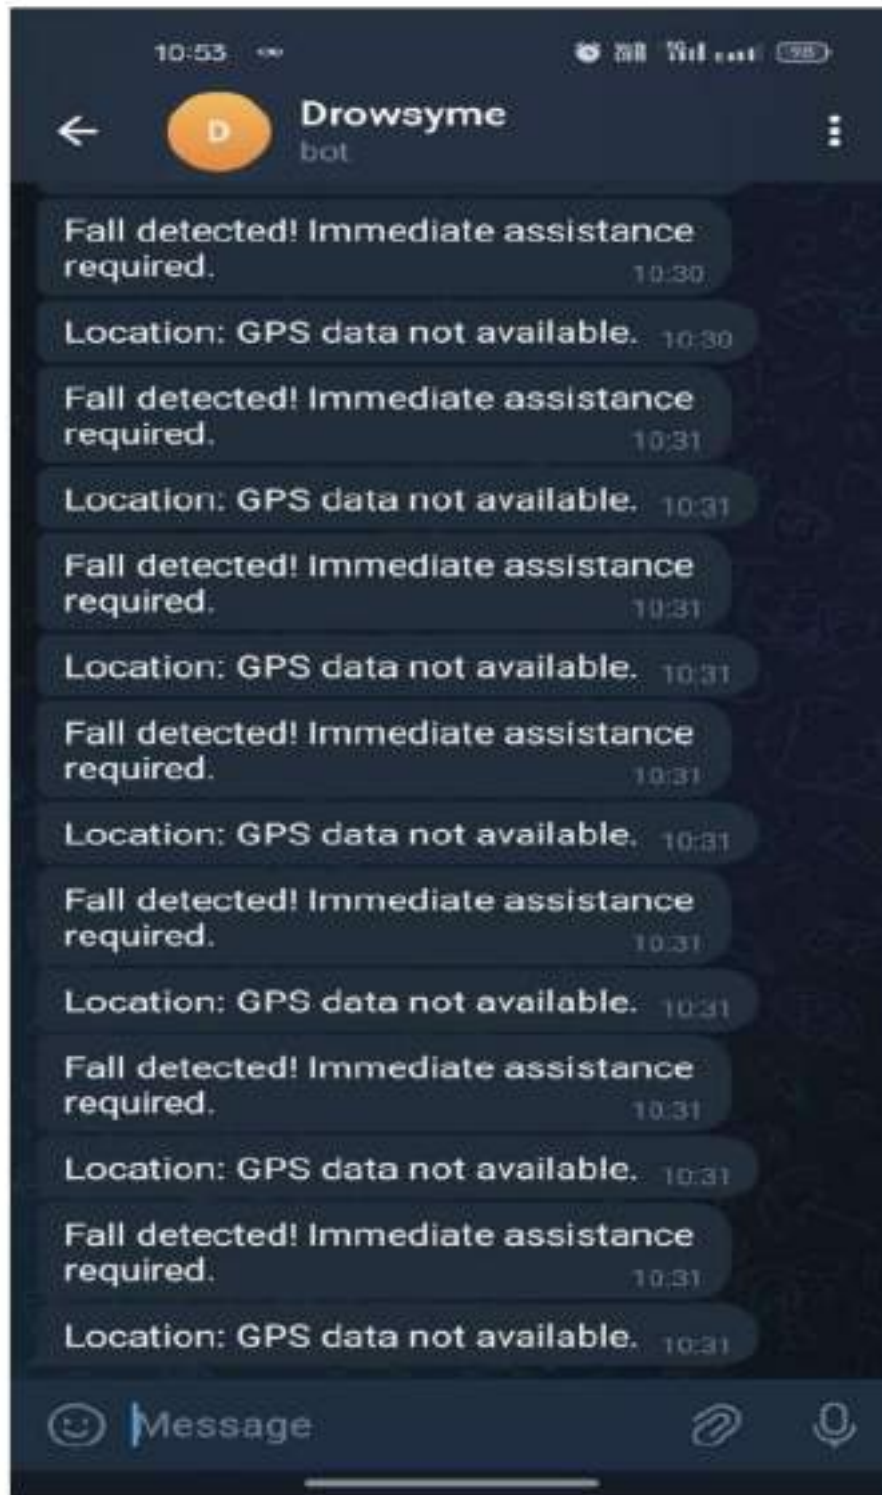 10:53
98
D
Drowsyme
bot
Fall detected! Immediate assistance
required. 10:30
Location: GPS data not available. 10:30
Fall detected! Immediate assistance
required. 10:31
Location: GPS data not available. 10:31
Fall detected! Immediate assistance
required. 10:31
Location: GPS data not available. 10:31
Fall detected! Immediate assistance
required. 10:31
Location: GPS data not available. 10:31
Fall detected! Immediate assistance
required. 10:31
Location: GPS data not available. 10:31
Fall detected! Immediate assistance
required. 10:31
Location: GPS data not available. 10:31
Fall detected! Immediate assistance
required. 10:31
Location: GPS data not available. 10:31
Message